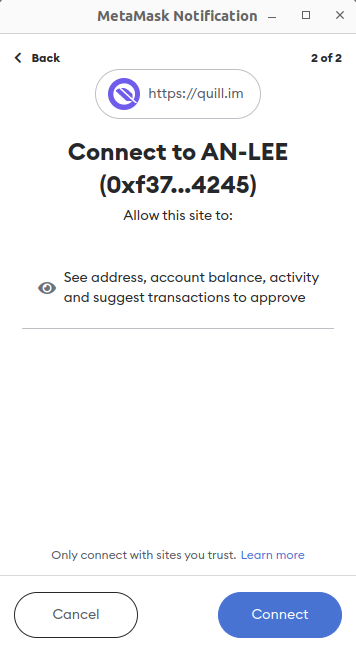 MetaMask Notification
Back
2 of 2
https://quill.im
Connect to AN-LEE
(0xf37...4245)
Allow this site to:
See address, account balance, activity
and suggest transactions to approve
Only connect with sites you trust. Learn more
Cancel
Connect